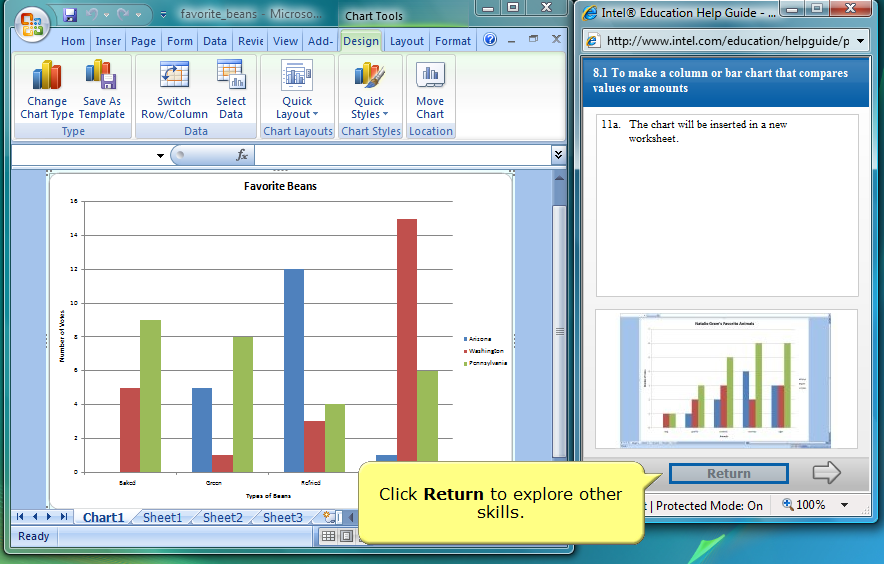 favorite_beans - Microso...
Chart Tools
Hom Inser Page Form Data Revie View Add- Design Layout Format
Change Chart Type
Save As Template
Switch Row/Column
Select Data
Quick Layout
Quick Styles
Move Chart
Type
Data
Chart Layouts
Chart Styles
Location
fx
Favorite Beans
16
14
12
10
8
6
4
2
0
Number of Votes
Baked
Green
Refried
Types of Beans
Arizona
Washington
Pennsylvania
Chart1 Sheet1 Sheet2 Sheet3
Ready
Intel® Education Help Guide - ...
http://www.intel.com/education/helpguide/p
8.1 To make a column or bar chart that compares
values or amounts
11a. The chart will be inserted in a new
worksheet.
Natalie Grace's Favorite Animals
Return
Click Return to explore other
skills.
t | Protected Mode: On
100%